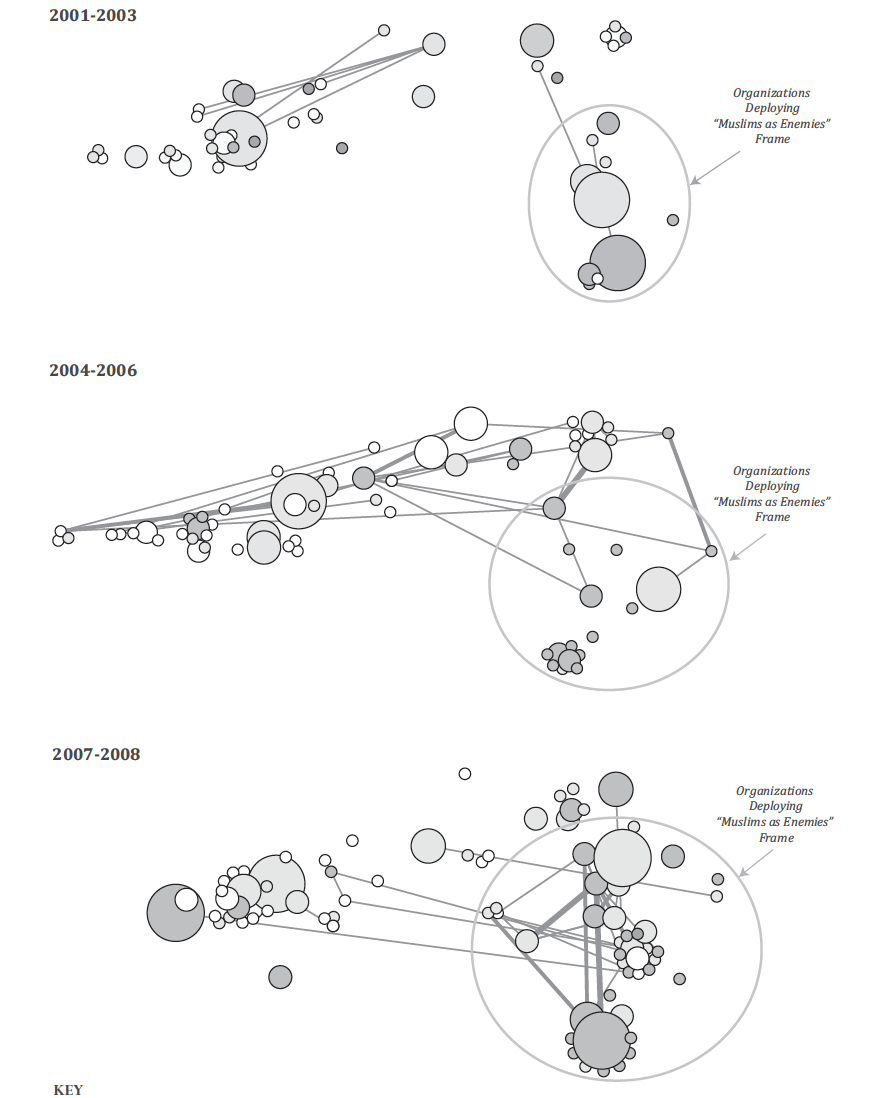 2001-2003
Organizations
Deploying
“Muslims as Enemies”
Frame
2004-2006
Organizations
Deploying
“Muslims as Enemies”
Frame
2007-2008
Organizations
Deploying
“Muslims as Enemies”
Frame
KEY